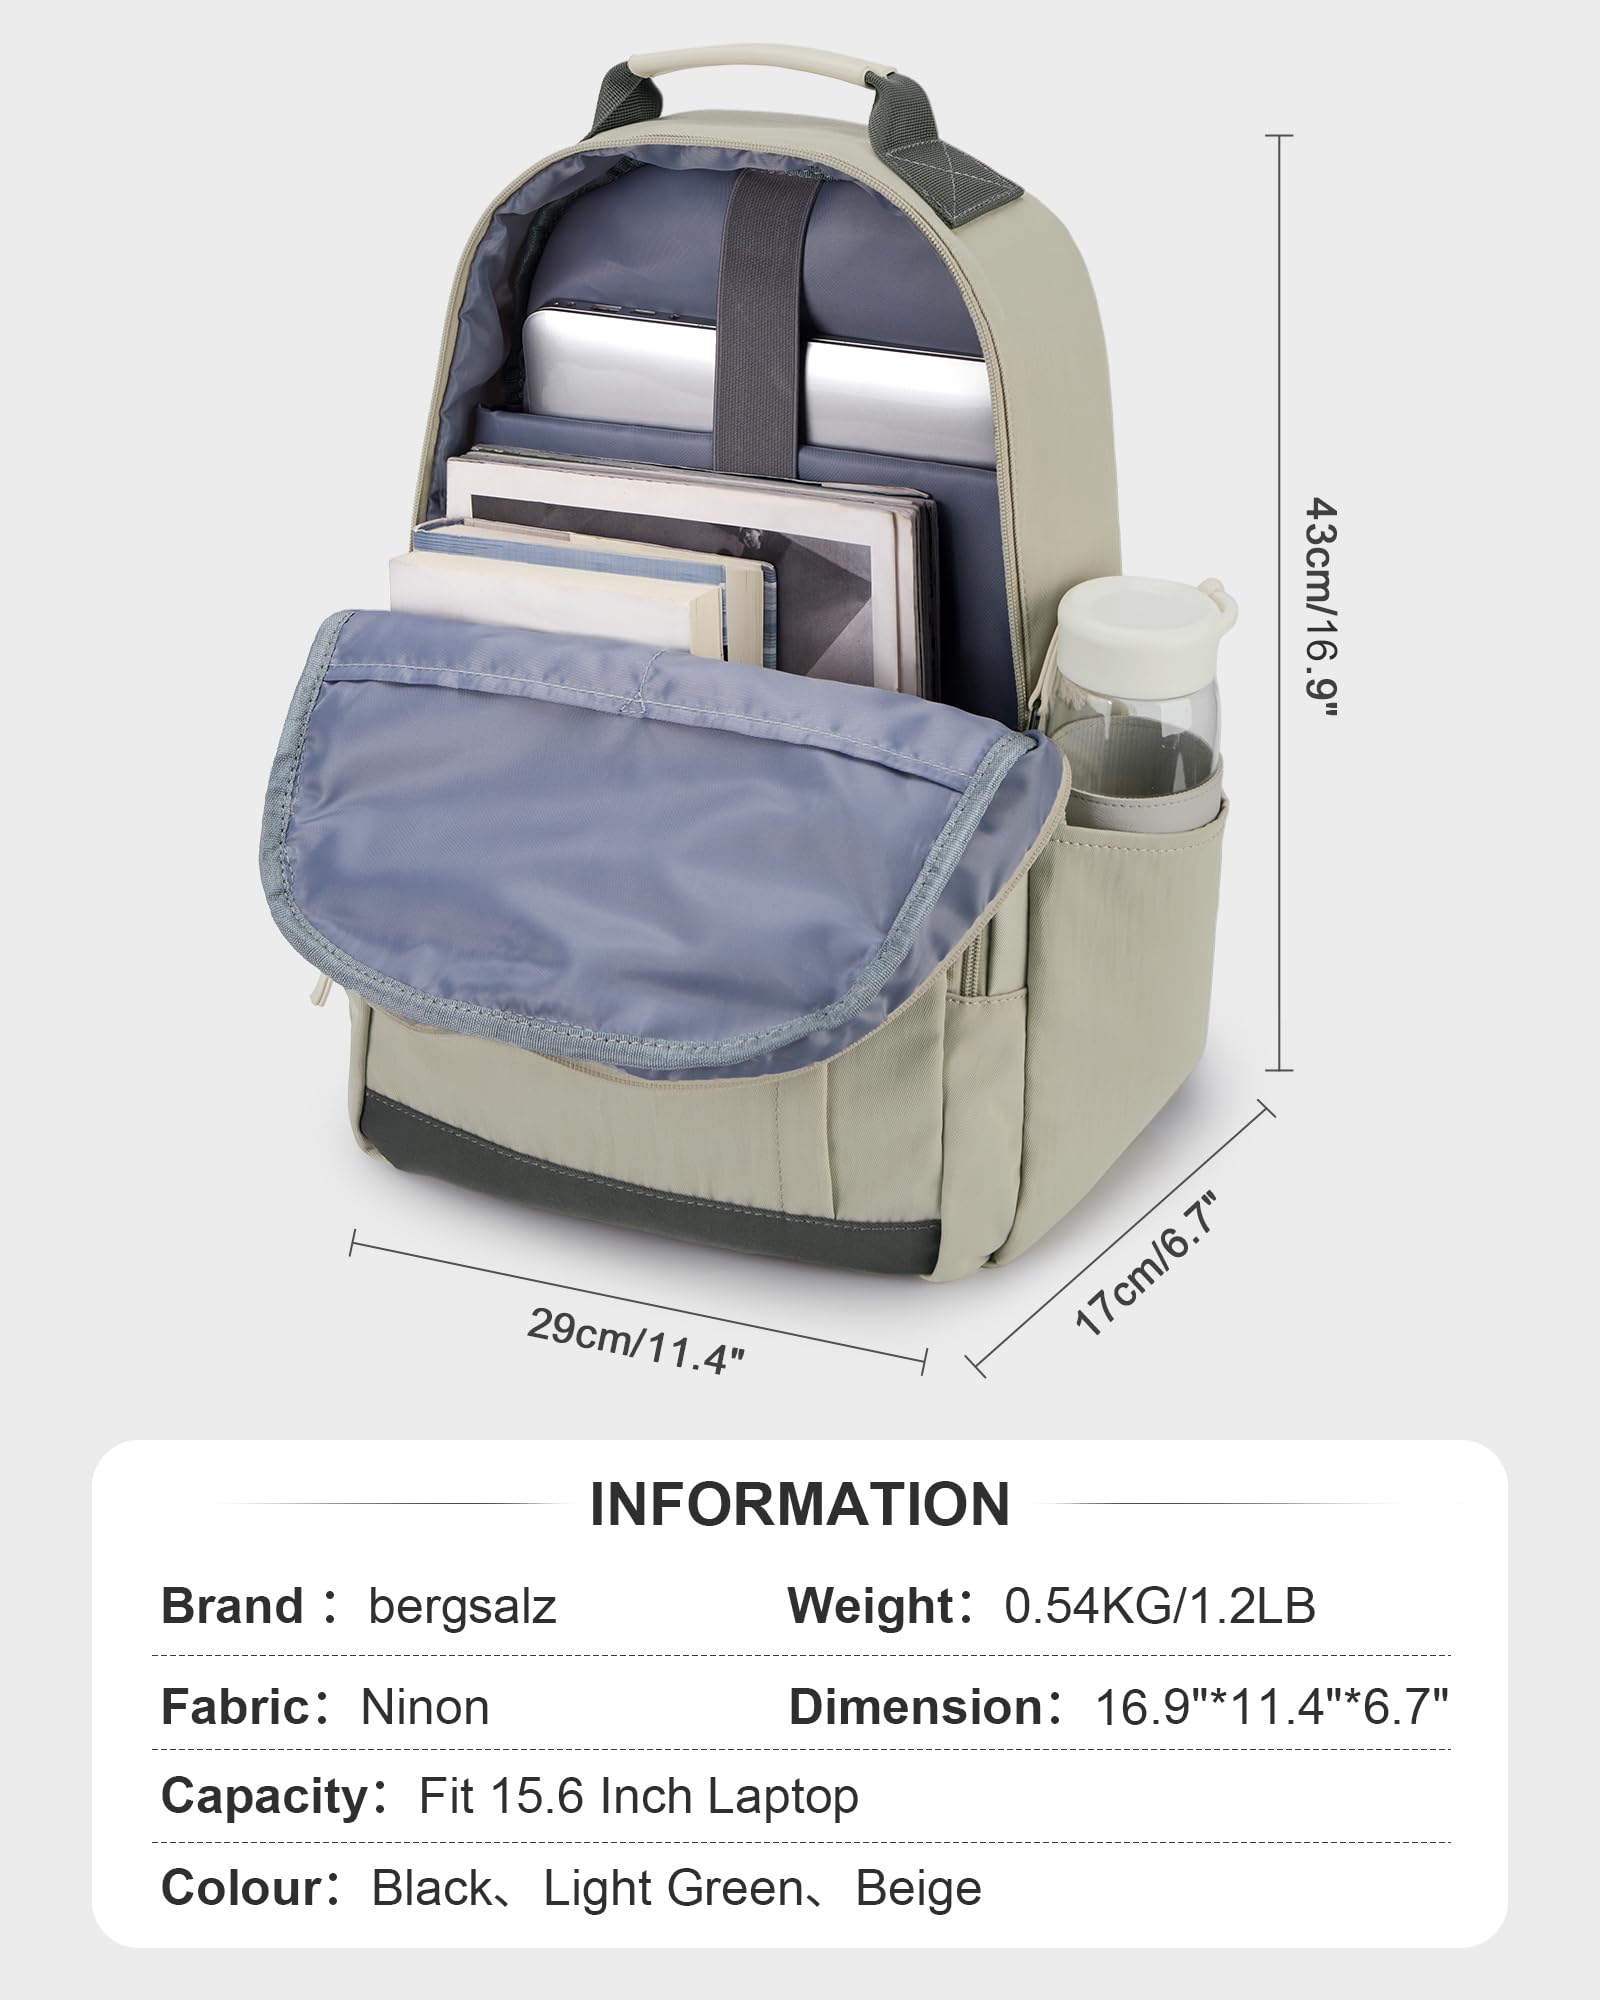 43cm/16.9"
17cm/6.7"
29cm/11.4"
INFORMATION
Brand： bergsalz
Weight： 0.54KG/1.2LB
Fabric： Ninon
Dimension： 16.9"*11.4"*6.7"
Capacity： Fit 15.6 Inch Laptop
Colour： Black、Light Green、Beige